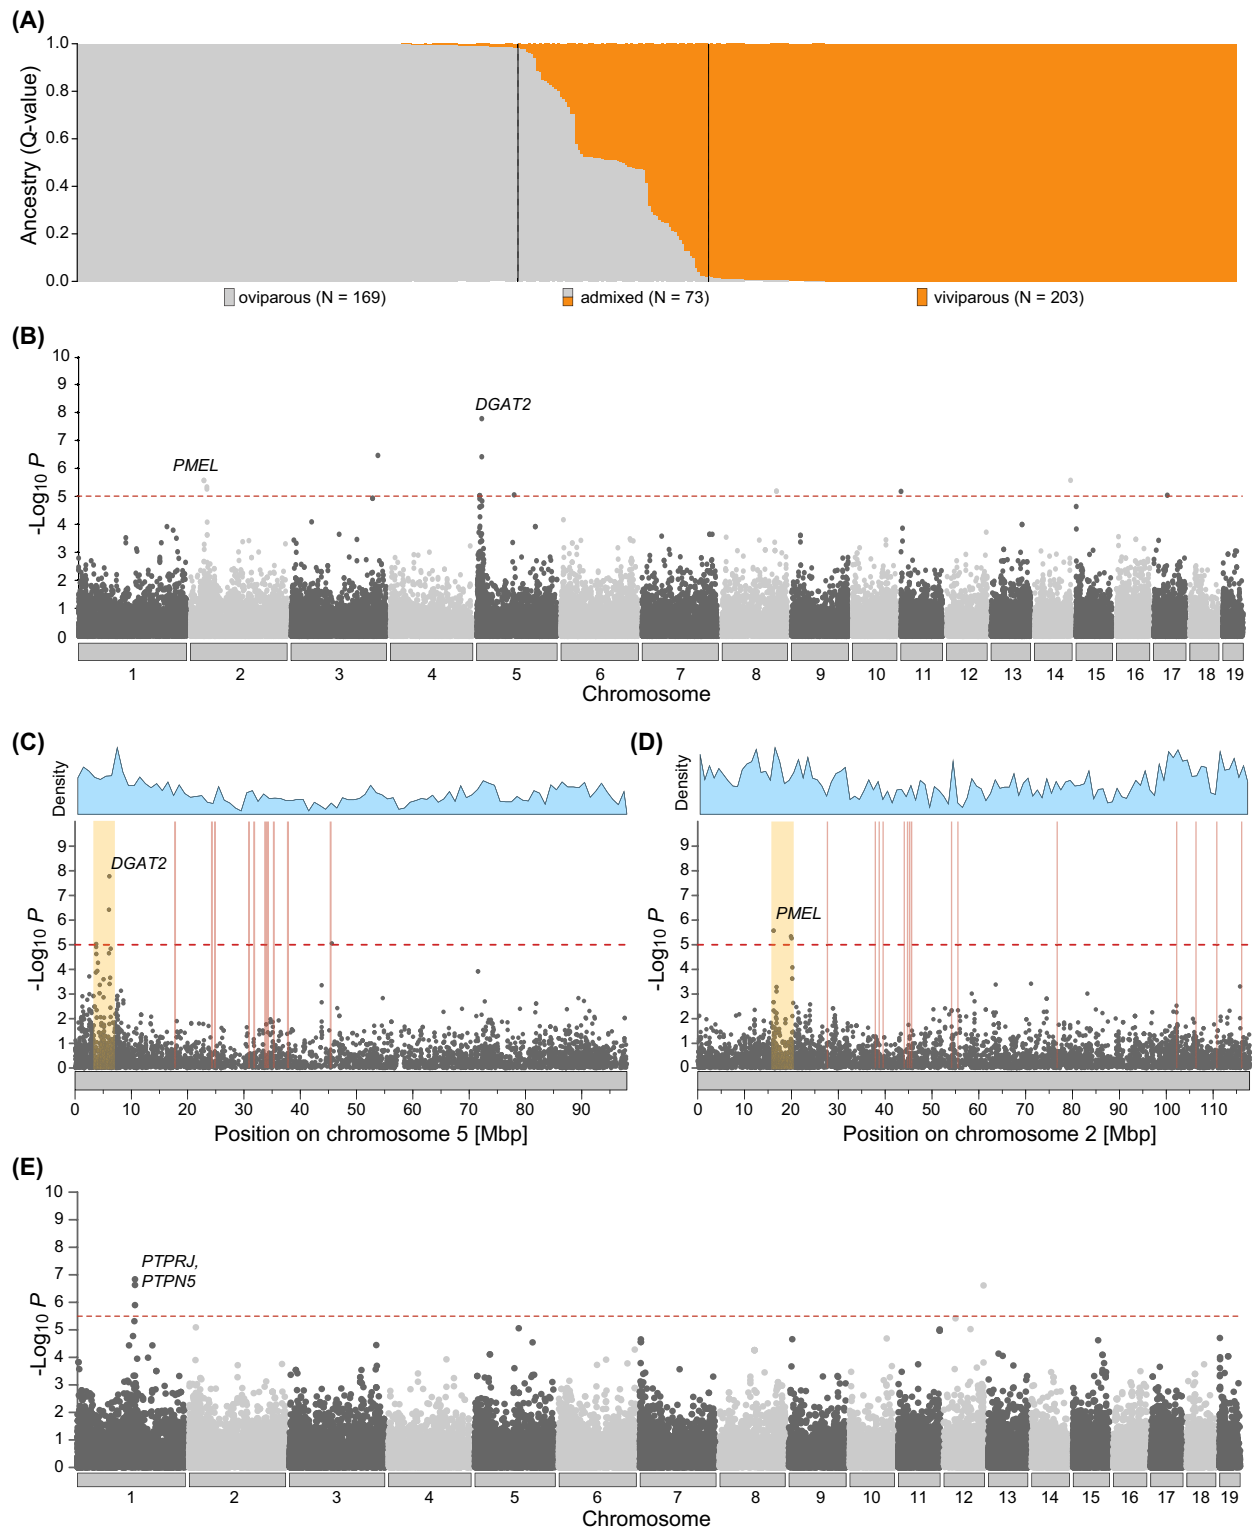 (A)
1.0
0.8
0.6
0.4
0.2
0.0
Ancestry (Q-value)
oviparous (N = 169)
admixed (N = 73)
viviparous (N = 203)
(B)
10
9
8
7
6
5
4
3
2
1
0
-Log10 P
PMEL
DGAT2
1 2 3 4 5 6 7 8 9 10 11 12 13 14 15 16 17 18 19
Chromosome
(C)
Density
9
8
7
6
5
4
3
2
1
0
-Log10 P
DGAT2
0 10 20 30 40 50 60 70 80 90
Position on chromosome 5 [Mbp]
(D)
Density
9
8
7
6
5
4
3
2
1
0
-Log10 P
PMEL
0 10 20 30 40 50 60 70 80 90 100 110
Position on chromosome 2 [Mbp]
(E)
10
9
8
7
6
5
4
3
2
1
0
-Log10 P
PTPRJ,
PTPN5
1 2 3 4 5 6 7 8 9 10 11 12 13 14 15 16 17 18 19
Chromosome